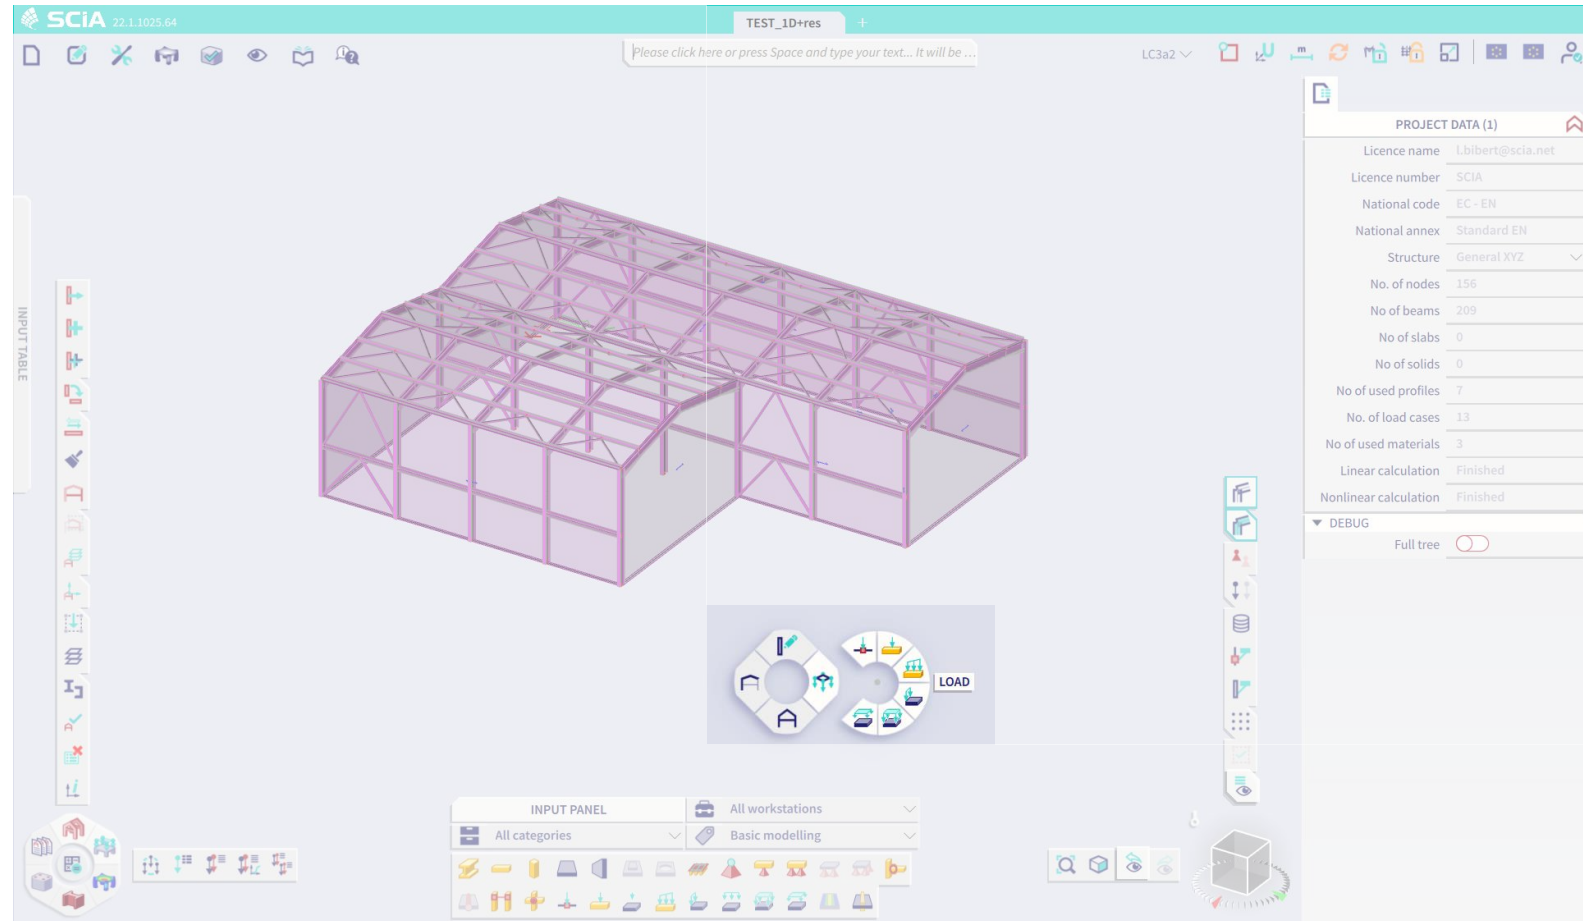 SCiA 22.1.1025.64
TEST_1D+res
Please click here or press Space and type your text... It will be ...
LC3a2
PROJECT DATA (1)
Licence name l.bibert@scia.net
Licence number SCIA
National code EC - EN
National annex Standard EN
Structure General XYZ
No. of nodes 156
No of beams 209
No of slabs 0
No of solids 0
No of used profiles 7
No. of load cases 13
No of used materials 3
Linear calculation Finished
Nonlinear calculation Finished
DEBUG
Full tree
INPUT TABLE
LOAD
INPUT PANEL
All workstations
All categories
Basic modelling